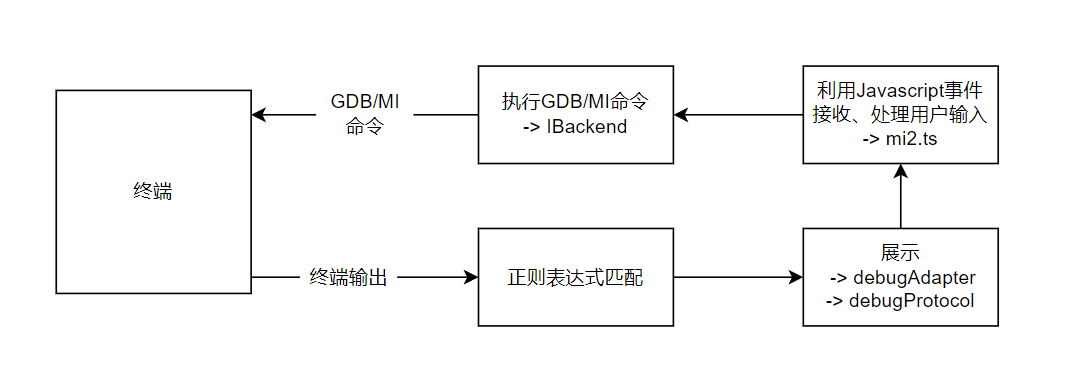 GDB/MI
命令
执行GDB/MI命令
-> IBackend
利用Javascript事件
接收、处理用户输入
-> mi2.ts
终端
终端输出
正则表达式匹配
展示
-> debugAdapter
-> debugProtocol